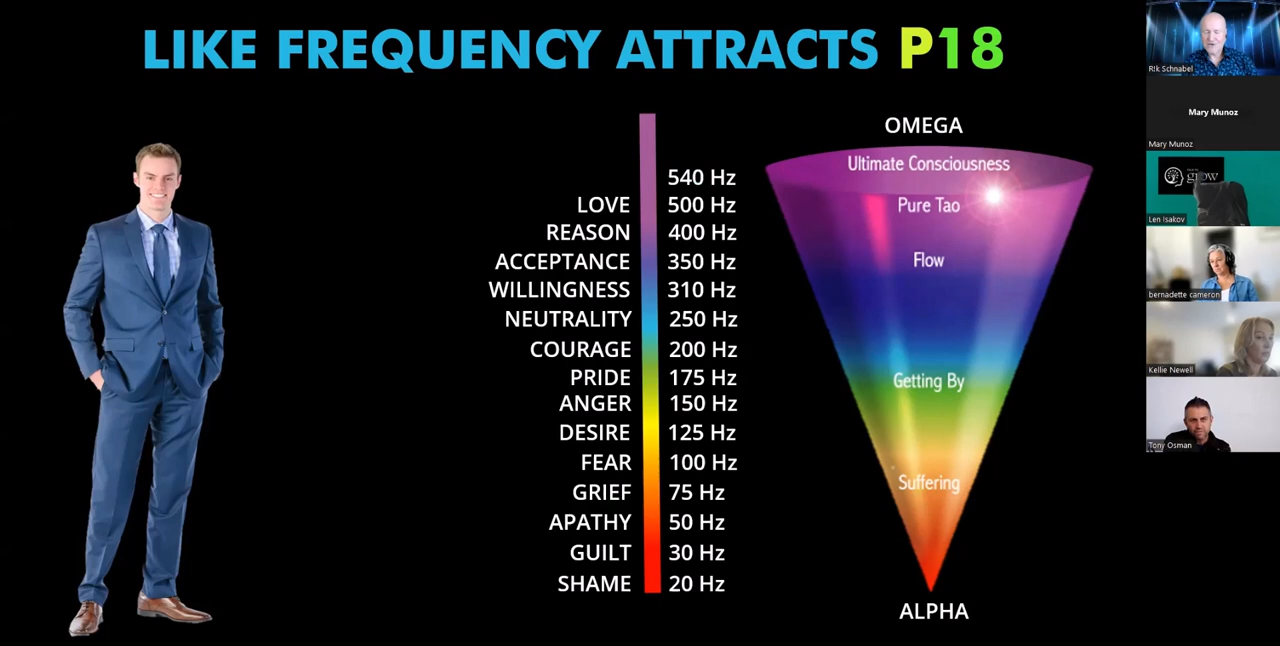 LIKE FREQUENCY ATTRACTS P18
540 Hz
LOVE 500 Hz
REASON 400 Hz
ACCEPTANCE 350 Hz
WILLINGNESS 310 Hz
NEUTRALITY 250 Hz
COURAGE 200 Hz
PRIDE 175 Hz
ANGER 150 Hz
DESIRE 125 Hz
FEAR 100 Hz
GRIEF 75 Hz
APATHY 50 Hz
GUILT 30 Hz
SHAME 20 Hz
OMEGA
Ultimate Consciousness
Pure Tao
Flow
Getting By
Suffering
ALPHA
Rik Schnabel
Mary Munoz
Mary Munoz
grow
Len Isakov
bernadette cameron
Kellie Newell
Tony Osman